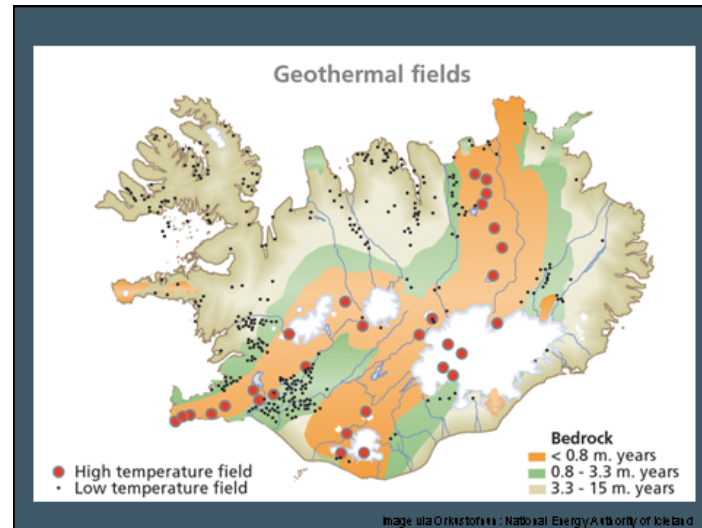 Geothermal fields
High temperature field
Low temperature field
Bedrock
< 0.8 m. years
0.8 - 3.3 m. years
3.3 - 15 m. years
Image via Orkustofnun: National Energy Authority of Iceland